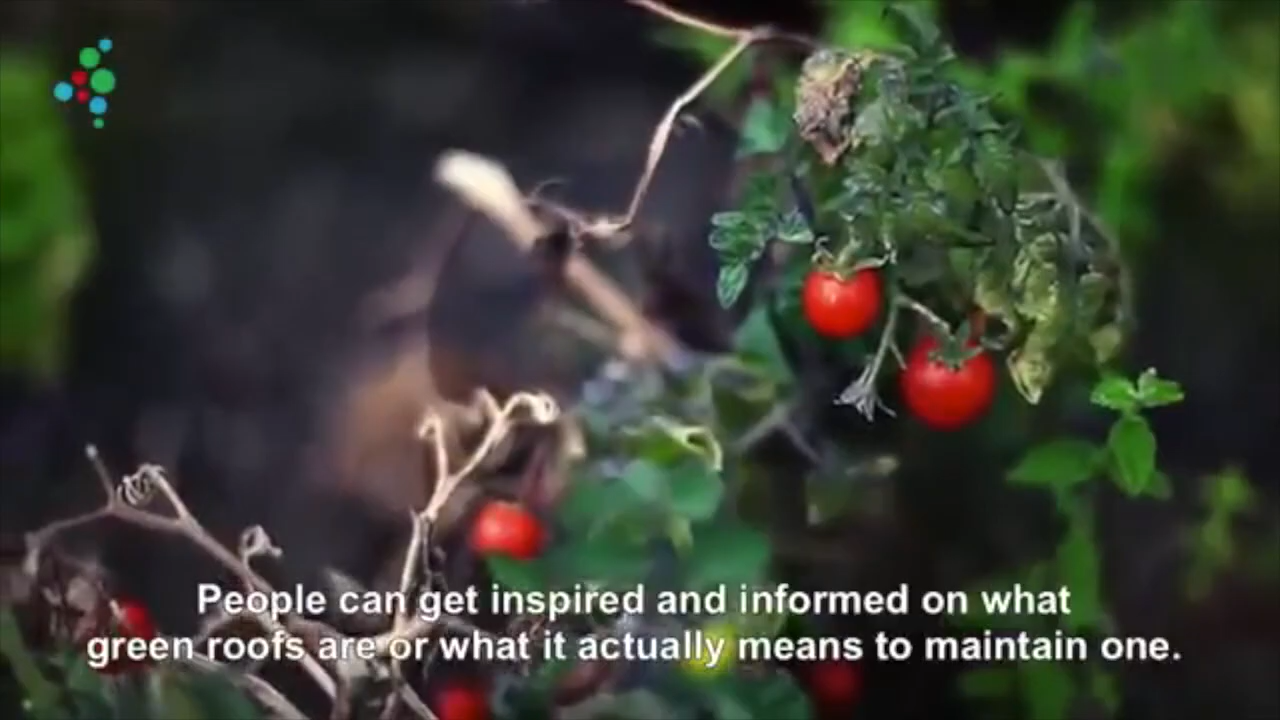 People can get inspired and informed on what
green roofs are or what it actually means to maintain one.